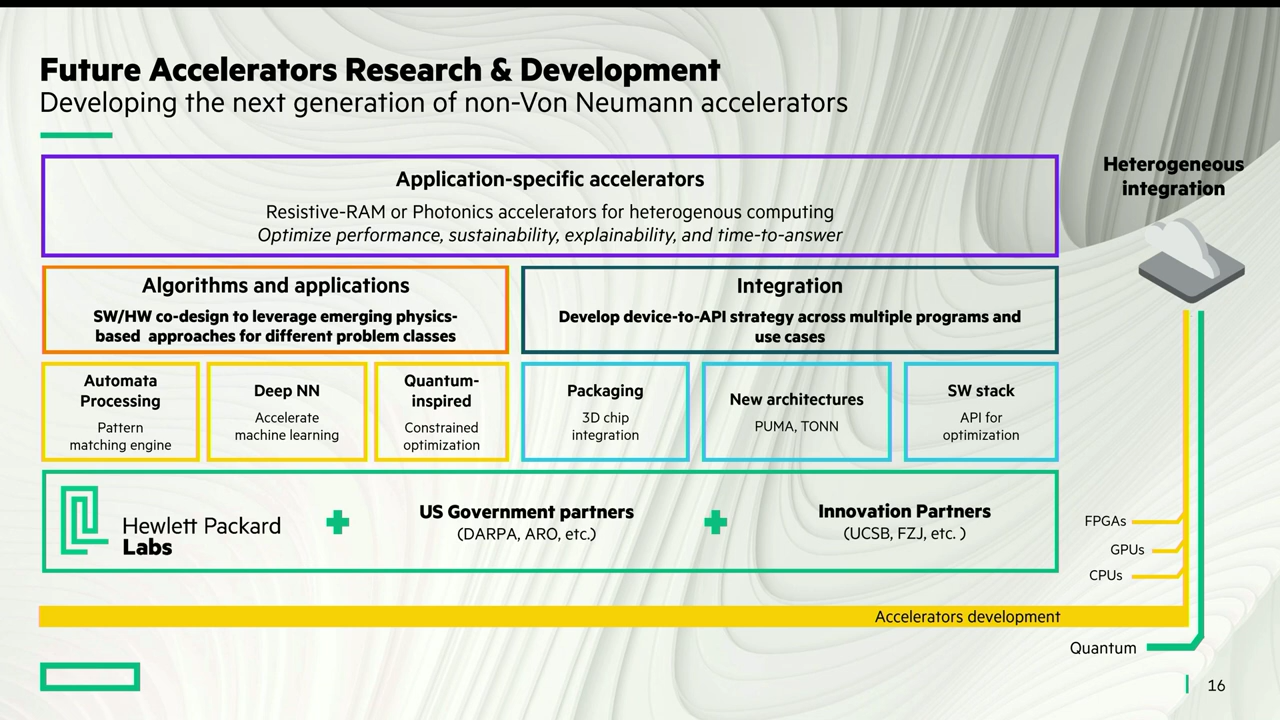 Future Accelerators Research & Development
Developing the next generation of non-Von Neumann accelerators
Application-specific accelerators
Resistive-RAM or Photonics accelerators for heterogenous computing
Optimize performance, sustainability, explainability, and time-to-answer
Heterogeneous
integration
Algorithms and applications
SW/HW co-design to leverage emerging physics-
based approaches for different problem classes
Integration
Develop device-to-API strategy across multiple programs and
use cases
Automata
Processing
Pattern
matching engine
Deep NN
Accelerate
machine learning
Quantum-
inspired
Constrained
optimization
Packaging
3D chip
integration
New architectures
PUMA, TONN
SW stack
API for
optimization
Hewlett Packard
Labs
US Government partners
(DARPA, ARO, etc.)
Innovation Partners
(UCSB, FZJ, etc. )
FPGAs
GPUs
CPUs
Accelerators development
Quantum
16